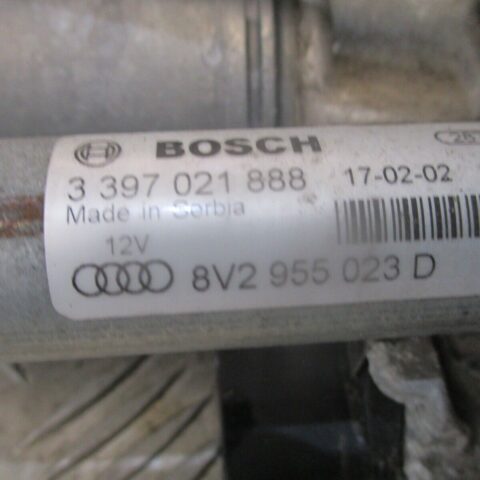 BOSCH
3 397 021 888 17-02-02
Made in Serbia
12V
8V2 955 023 D